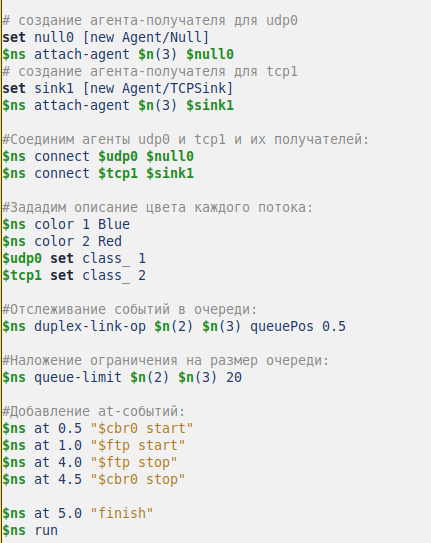 # создание агента-получателя для udp0
set null0 [new Agent/Null]
$ns attach-agent $n(3) $null0
# создание агента-получателя для tcp1
set sink1 [new Agent/TCPSink]
$ns attach-agent $n(3) $sink1
#Соединим агенты udp0 и tcp1 и их получателей:
$ns connect $udp0 $null0
$ns connect $tcp1 $sink1
#Зададим описание цвета каждого потока:
$ns color 1 Blue
$ns color 2 Red
$udp0 set class_ 1
$tcp1 set class_ 2
#Отслеживание событий в очереди:
$ns duplex-link-op $n(2) $n(3) queuePos 0.5
#Наложение ограничения на размер очереди:
$ns queue-limit $n(2) $n(3) 20
#Добавление at-событий:
$ns at 0.5 "$cbr0 start"
$ns at 1.0 "$ftp start"
$ns at 4.0 "$ftp stop"
$ns at 4.5 "$cbr0 stop"
$ns at 5.0 "finish"
$ns run